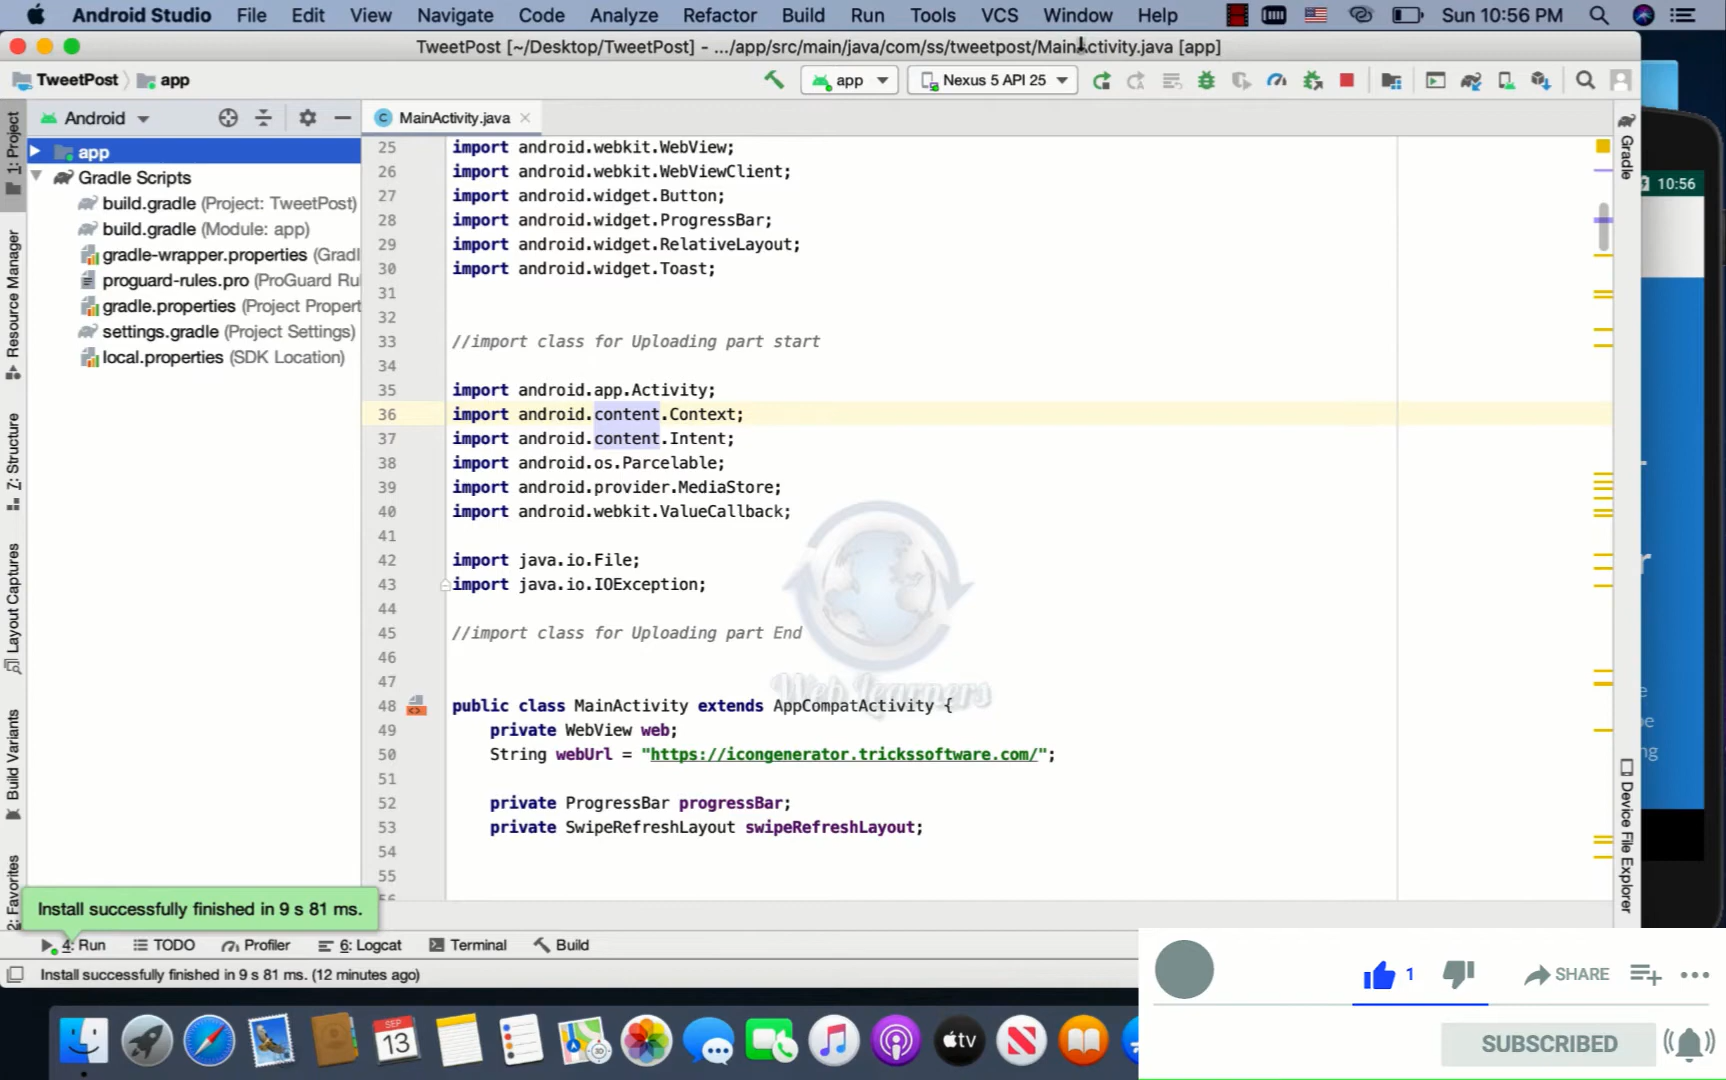 Android Studio File Edit View Navigate Code Analyze Refactor Build Run Tools VCS Window Help Sun 10:56 PM
TweetPost [~/Desktop/TweetPost] - .../app/src/main/java/com/ss/tweetpost/MainActivity.java [app]
TweetPost app
app
Nexus 5 API 25
Android
MainActivity.java
1: Project
Resource Manager
7: Structure
Layout Captures
Build Variants
2: Favorites
app
Gradle Scripts
build.gradle (Project: TweetPost)
build.gradle (Module: app)
gradle-wrapper.properties (Gradl
proguard-rules.pro (ProGuard Ru
gradle.properties (Project Propert
settings.gradle (Project Settings)
local.properties (SDK Location)
25 import android.webkit.WebView;
26 import android.webkit.WebViewClient;
27 import android.widget.Button;
28 import android.widget.ProgressBar;
29 import android.widget.RelativeLayout;
30 import android.widget.Toast;
31
32
33 //import class for Uploading part start
34
35 import android.app.Activity;
36 import android.content.Context;
37 import android.content.Intent;
38 import android.os.Parcelable;
39 import android.provider.MediaStore;
40 import android.webkit.ValueCallback;
41
42 import java.io.File;
43 import java.io.IOException;
44
45 //import class for Uploading part End
46
47
48 public class MainActivity extends AppCompatActivity {
49 private WebView web;
50 String webUrl = "https://icongenerator.trickssoftware.com/";
51
52 private ProgressBar progressBar;
53 private SwipeRefreshLayout swipeRefreshLayout;
54
55
Web Learners
Gradle
Device File Explorer
10:56
Install successfully finished in 9 s 81 ms.
4: Run TODO Profiler 6: Logcat Terminal Build
Install successfully finished in 9 s 81 ms. (12 minutes ago)
SEP
13
3D
tv
1
SHARE
SUBSCRIBED